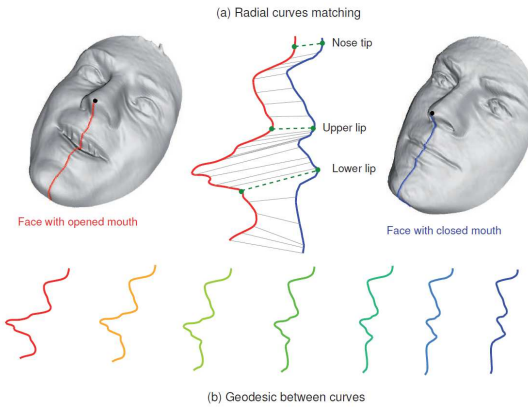 (a) Radial curves matching
Nose tip
Upper lip
Lower lip
Face with opened mouth
Face with closed mouth
(b) Geodesic between curves